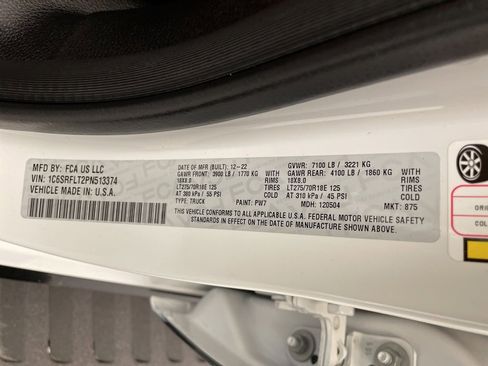 MFD BY: FCA US LLC
DATE OF MFR (BUILT): 12-22
GVWR: 7100 LB / 3221 KG
VIN: 1C6SRFLT2PN513374
GAWR FRONT: 3900 LB / 1770 KG WITH
GAWR REAR: 4100 LB / 1860 KG WITH
VEHICLE MADE IN: U.S.A.
18X8.0 RIMS
18X8.0 RIMS
LT275/70R18E 125 TIRES
LT275/70R18E 125 TIRES
AT 380 kPa / 55 PSI COLD
AT 310 kPa / 45 PSI COLD
TYPE: TRUCK PAINT: PW7 MDH: 120504 MKT: 875
THIS VEHICLE CONFORMS TO ALL APPLICABLE U.S.A. FEDERAL MOTOR VEHICLE SAFETY
STANDARDS IN EFFECT ON THE DATE OF MANUFACTURE SHOWN ABOVE.
COLD